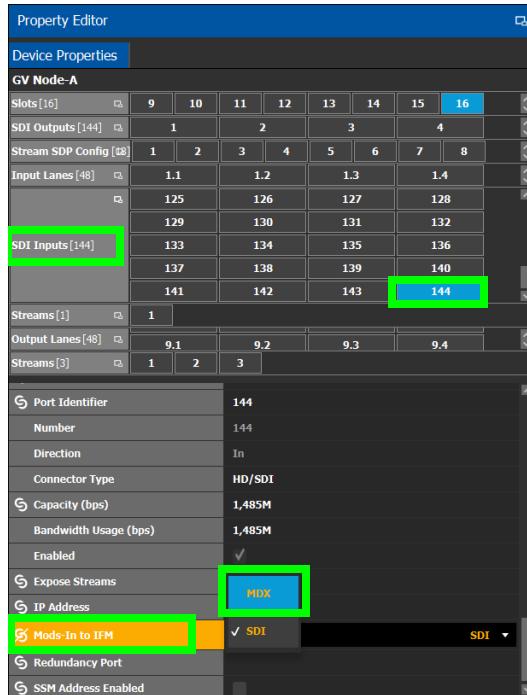 Property Editor
Device Properties
GV Node-A
Slots [16] 9 10 11 12 13 14 15 16
SDI Outputs [144] 1 2 3 4
Stream SDP Config [18] 1 2 3 4 5 6 7 8
Input Lanes [48] 1.1 1.2 1.3 1.4
125 126 127 128
129 130 131 132
SDI Inputs [144] 133 134 135 136
137 138 139 140
141 142 143 144
Streams [1] 1
Output Lanes [48] 9.1 9.2 9.3 9.4
Streams [3] 1 2 3
Port Identifier 144
Number 144
Direction In
Connector Type HD/SDI
Capacity (bps) 1,485M
Bandwidth Usage (bps) 1,485M
Enabled
Expose Streams
MDX
IP Address
Mods-In to IFM ✓ SDI SDI
Redundancy Port
SSM Address Enabled